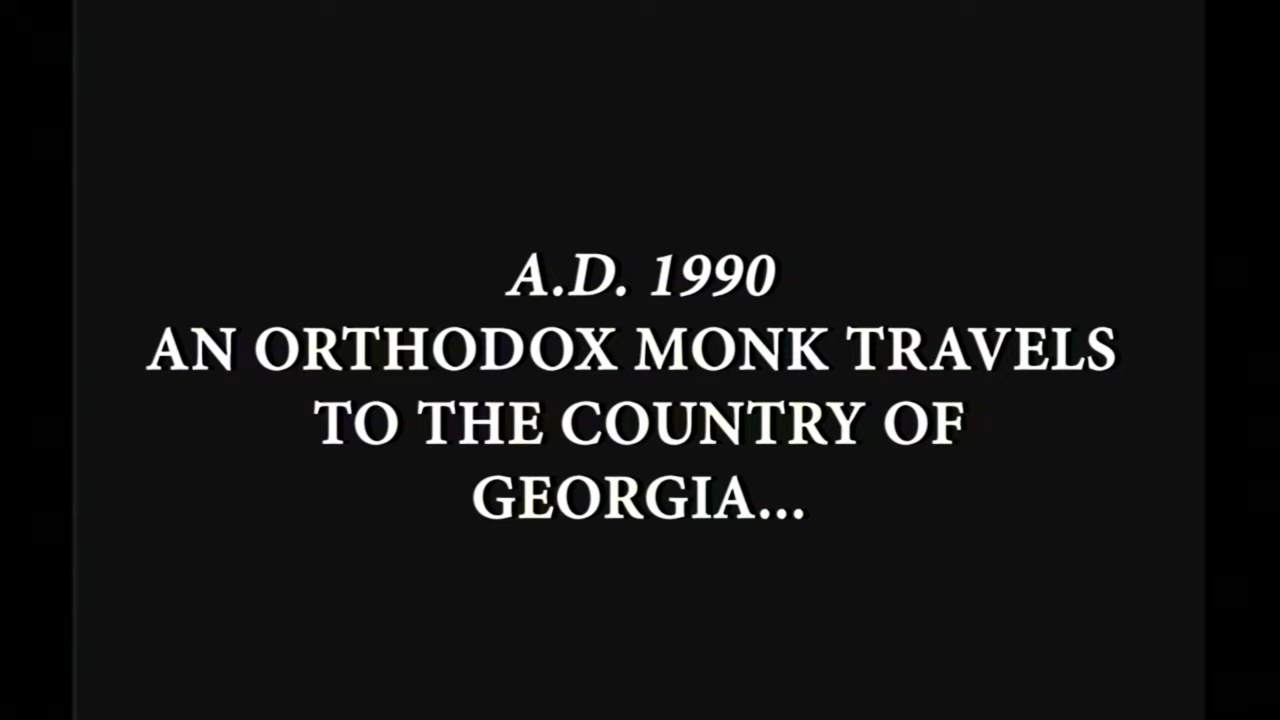 A.D. 1990
AN ORTHODOX MONK TRAVELS
TO THE COUNTRY OF
GEORGIA...